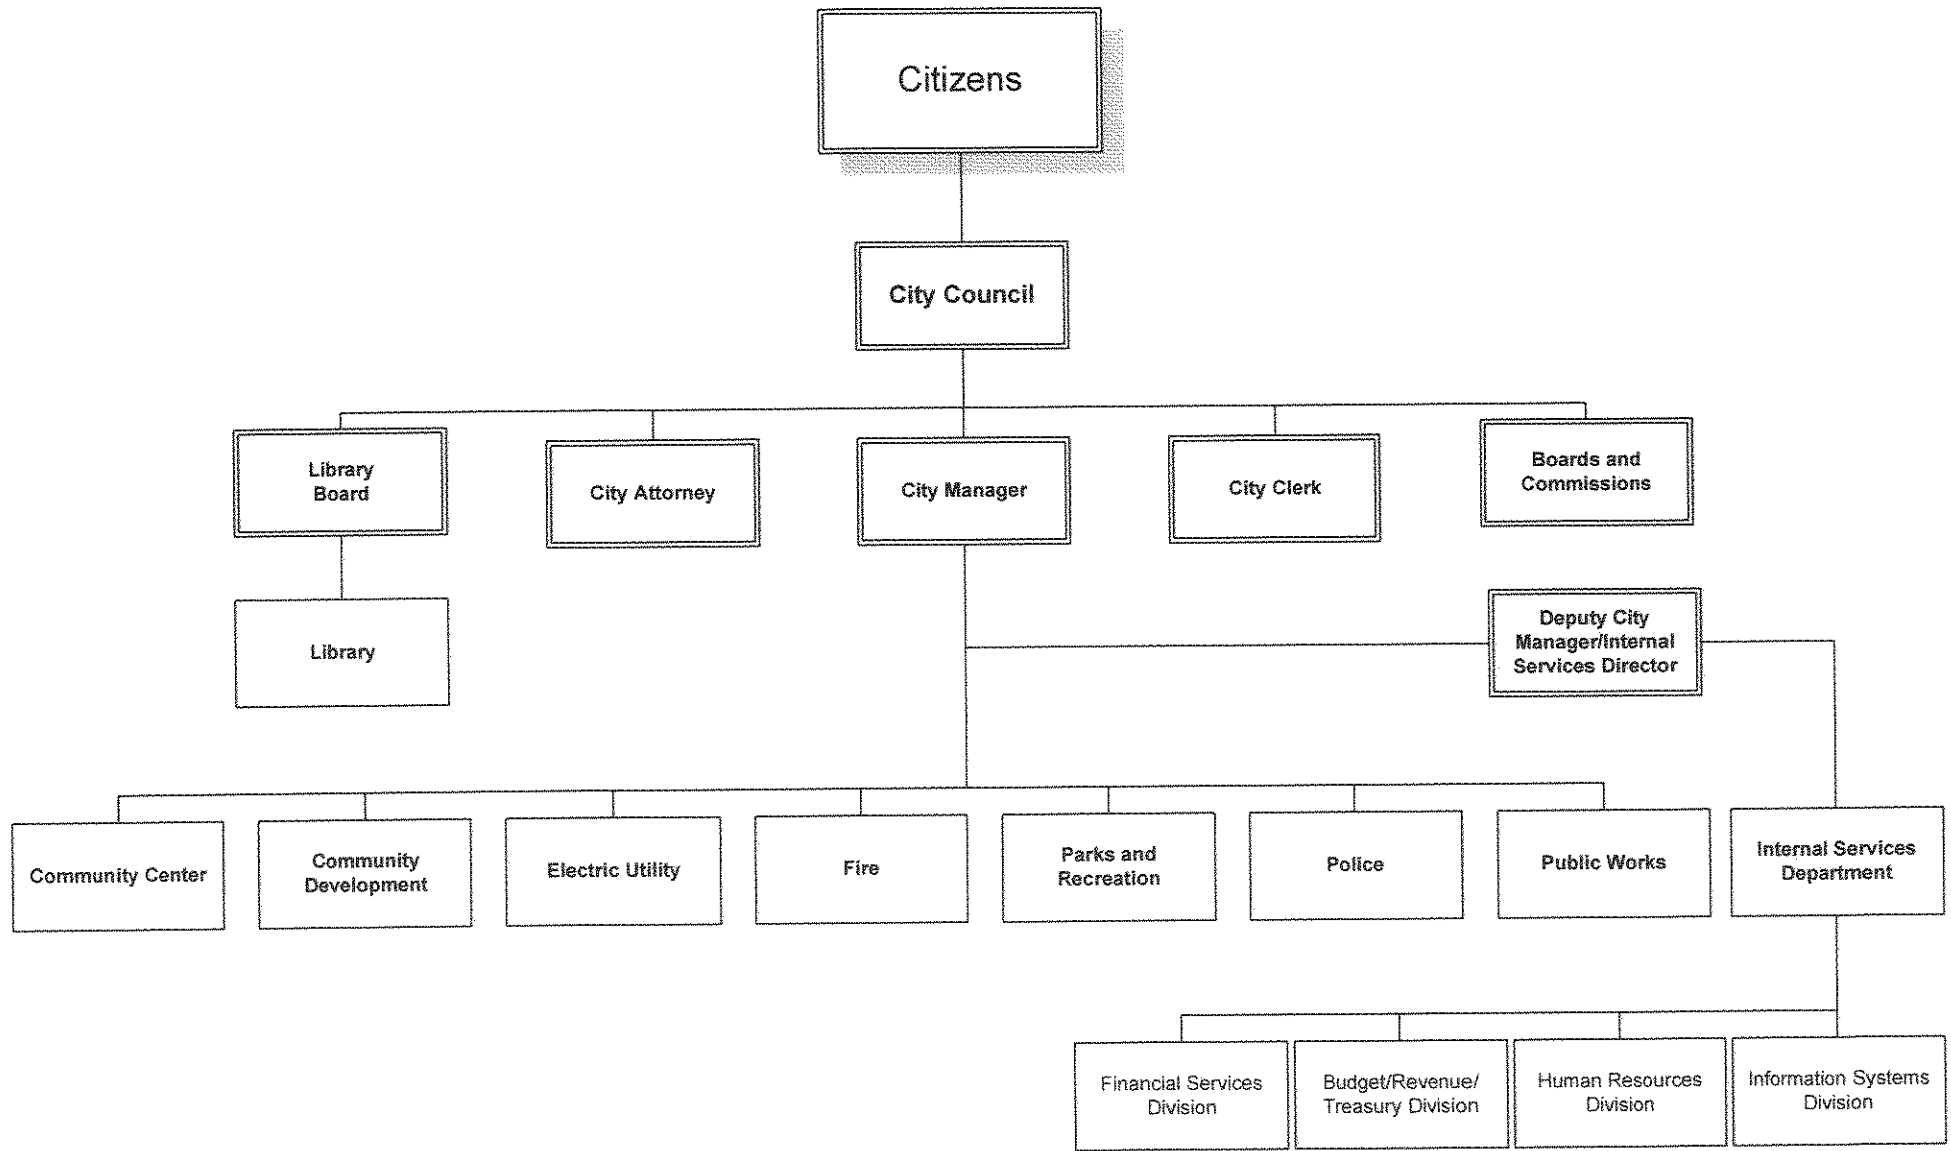 Citizens
City Council
Library
Board
City Attorney
City Manager
City Clerk
Boards and
Commissions
Library
Deputy City
Manager/Internal
Services Director
Community Center
Community
Development
Electric Utility
Fire
Parks and
Recreation
Police
Public Works
Internal Services
Department
Financial Services
Division
Budget/Revenue/
Treasury Division
Human Resources
Division
Information Systems
Division